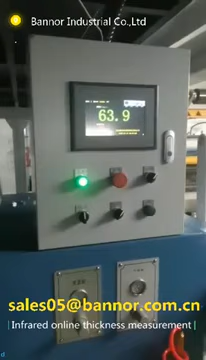 Bannor Industrial Co.,Ltd
63.9
sales05@bannor.com.cn
|Infrared online thickness measurement|